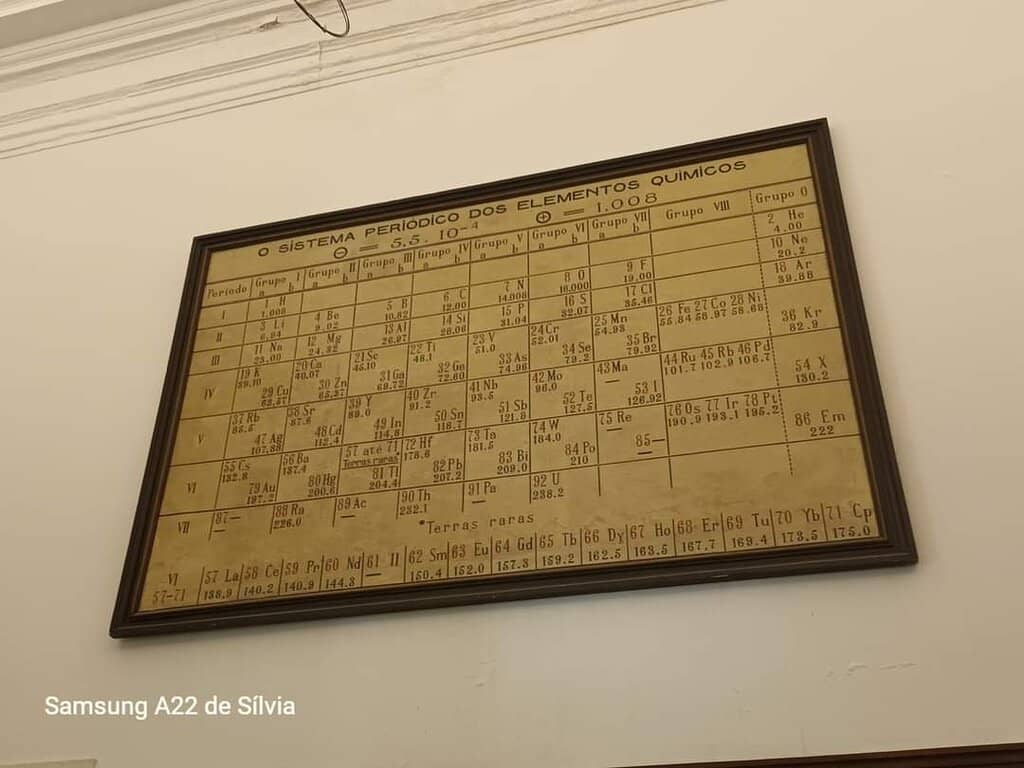 O SISTEMA PERIÓDICO DOS ELEMENTOS QUÍMICOS
⊖ = 5,5. 10⁻⁴ ⊕ = 1.008
Periodo Grupo I a b Grupo II a b Grupo III a b Grupo IV a b Grupo V a b Grupo VI a b Grupo VII a b Grupo VIII Grupo 0
I 1 H 2 He
1.008 4.00
II 3 Li 4 Be 5 B 6 C 7 N 8 O 9 F 10 Ne
6.94 9.02 10.82 12.00 14.008 16.000 19.00 20.2
III 11 Na 12 Mg 13 Al 14 Si 15 P 16 S 17 Cl 18 Ar
23.00 24.32 26.97 28.06 31.04 32.07 35.46 39.88
IV 19 K 20 Ca 21 Sc 22 Ti 23 V 24 Cr 25 Mn 26 Fe 27 Co 28 Ni
39.10 40.07 45.10 48.1 51.0 52.01 54.93 55.84 58.97 58.68
29 Cu 30 Zn 31 Ga 32 Ge 33 As 34 Se 35 Br 36 Kr
63.57 65.37 69.72 72.60 74.96 79.2 79.92 82.9
V 37 Rb 38 Sr 39 Y 40 Zr 41 Nb 42 Mo 43 Ma 44 Ru 45 Rb 46 Pd
85.5 87.6 89.0 91.2 93.5 96.0 — 101.7 102.9 106.7
47 Ag 48 Cd 49 In 50 Sn 51 Sb 52 Te 53 I 54 X
107.88 112.4 114.8 118.7 121.8 127.5 126.92 130.2
VI 55 Cs 56 Ba 57 até 71 72 Hf 73 Ta 74 W 75 Re 76 Os 77 Ir 78 Pt
132.8 137.4 Terras raras* 178.6 181.5 184.0 — 190.9 193.1 195.2
79 Au 80 Hg 81 Tl 82 Pb 83 Bi 84 Po 85 — 86 Em
197.2 200.6 204.4 207.2 209.0 210 — 222
VII 87 — 88 Ra 89 Ac 90 Th 91 Pa 92 U
— 226.0 — 232.1 — 238.2
*Terras raras
VI 57 La 58 Ce 59 Pr 60 Nd 61 Il 62 Sm 63 Eu 64 Gd 65 Tb 66 Dy 67 Ho 68 Er 69 Tu 70 Yb 71 Cp
57-71 138.9 140.2 140.9 144.3 — 150.4 152.0 157.3 159.2 162.5 163.5 167.7 169.4 173.5 175.0
Samsung A22 de Sílvia